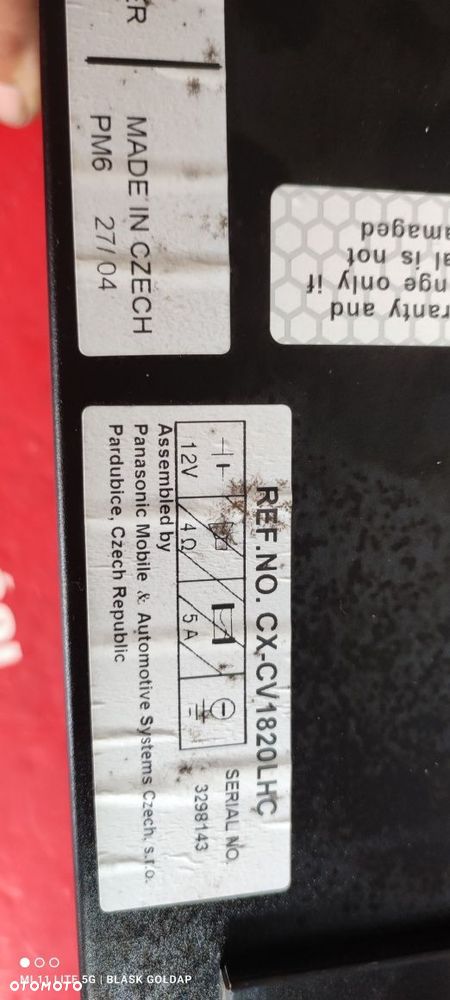 ER
MADE IN CZECH
PM6 27/04
ranty and
nge only if
al is not
amaged
REF.NO. CX-CV1820LHC
12V 4 Ω 5 A
SERIAL NO.
3298143
Assembled by
Panasonic Mobile & Automotive Systems Czech, s.r.o.
Pardubice, Czech Republic
MI 11 LITE 5G | BLASK GOLDAP
OTOMOTO